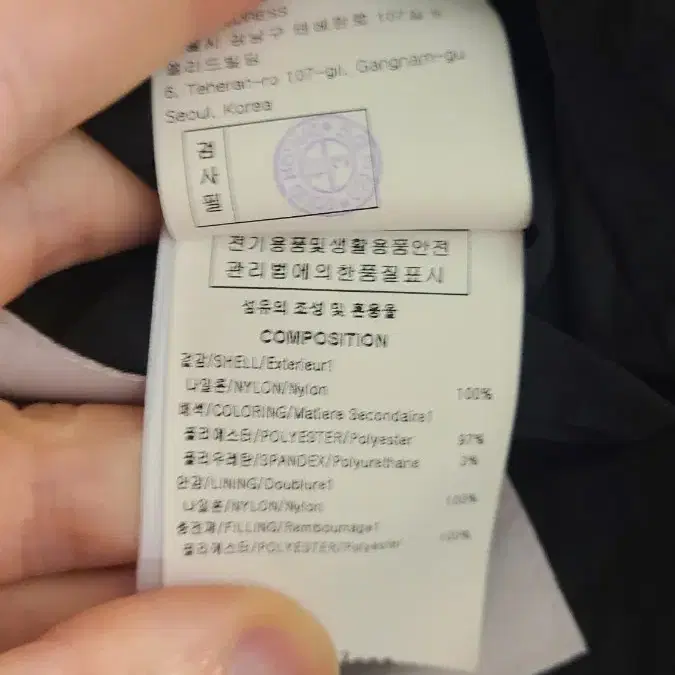 6, Teheran-ro 107-gil, Gangnam-gu
Seoul, Korea
검
사
필
전기용품및생활용품안전
관리법에의한품질표시
섬유의 조성 및 혼용율
COMPOSITION
겉감/SHELL/Exterieur1
나일론/NYLON/Nylon 100%
배색/COLORING/Matiere Secondaire1
폴리에스터/POLYESTER/Polyester 97%
폴리우레탄/SPANDEX/Polyurethane 3%
안감/LINING/Doublure1
나일론/NYLON/Nylon 100%
충전재/FILLING/Rembourrage1
폴리에스터/POLYESTER/Polyester 100%